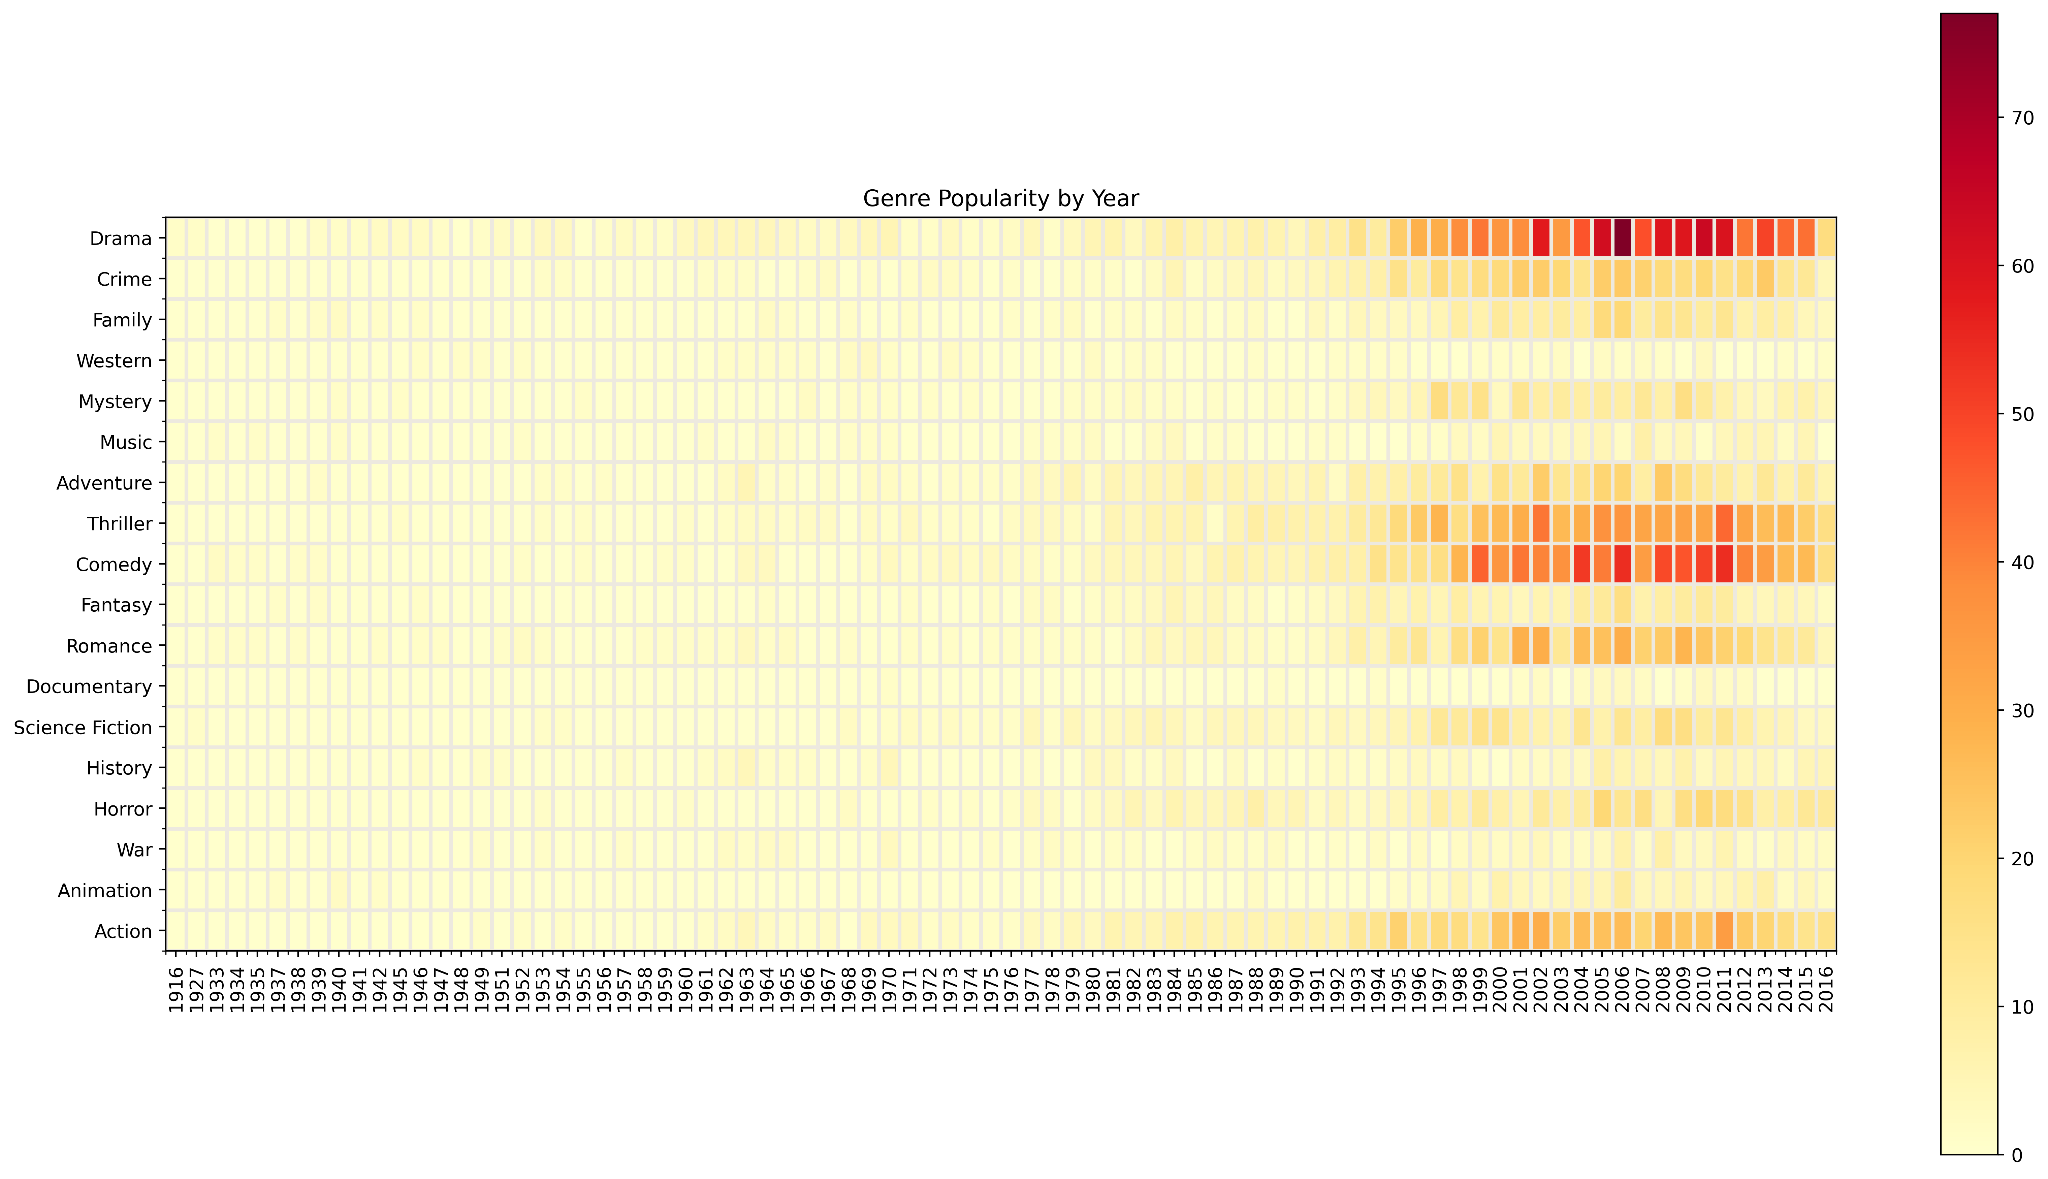 Genre Popularity by Year
Drama
Crime
Family
Western
Mystery
Music
Adventure
Thriller
Comedy
Fantasy
Romance
Documentary
Science Fiction
History
Horror
War
Animation
Action
1916 1927 1933 1934 1935 1937 1938 1939 1940 1941 1942 1945 1946 1947 1948 1949 1951 1952 1953 1954 1955 1956 1957 1958 1959 1960 1961 1962 1963 1964 1965 1966 1967 1968 1969 1970 1971 1972 1973 1974 1975 1976 1977 1978 1979 1980 1981 1982 1983 1984 1985 1986 1987 1988 1989 1990 1991 1992 1993 1994 1995 1996 1997 1998 1999 2000 2001 2002 2003 2004 2005 2006 2007 2008 2009 2010 2011 2012 2013 2014 2015 2016
70
60
50
40
30
20
10
0